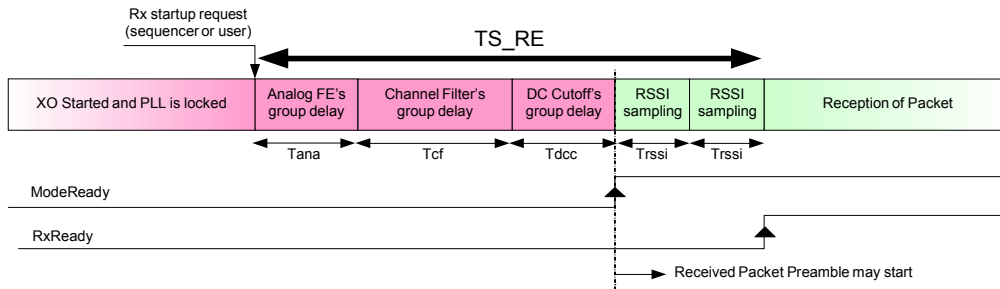 Rx startup request
(sequencer or user)
TS_RE
XO Started and PLL is locked
Analog FE's
group delay
Channel Filter's
group delay
DC Cutoff's
group delay
RSSI
sampling
RSSI
sampling
Reception of Packet
Tana
Tcf
Tdcc
Trssi
Trssi
ModeReady
RxReady
Received Packet Preamble may start